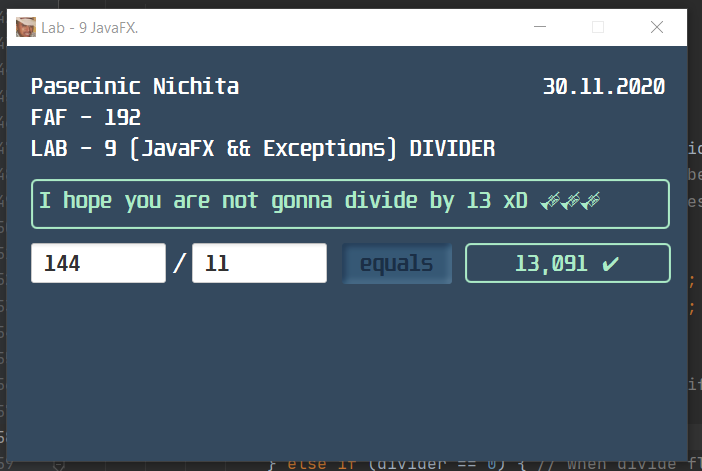 Lab - 9 JavaFX.
Pasecinic Nichita 30.11.2020
FAF - 192
LAB - 9 (JavaFX && Exceptions) DIVIDER
I hope you are not gonna divide by 13 xD 🎺🎺🎺
144 / 11 equals 13,091 ✔
} else if (divider == 0) { // when divide fl